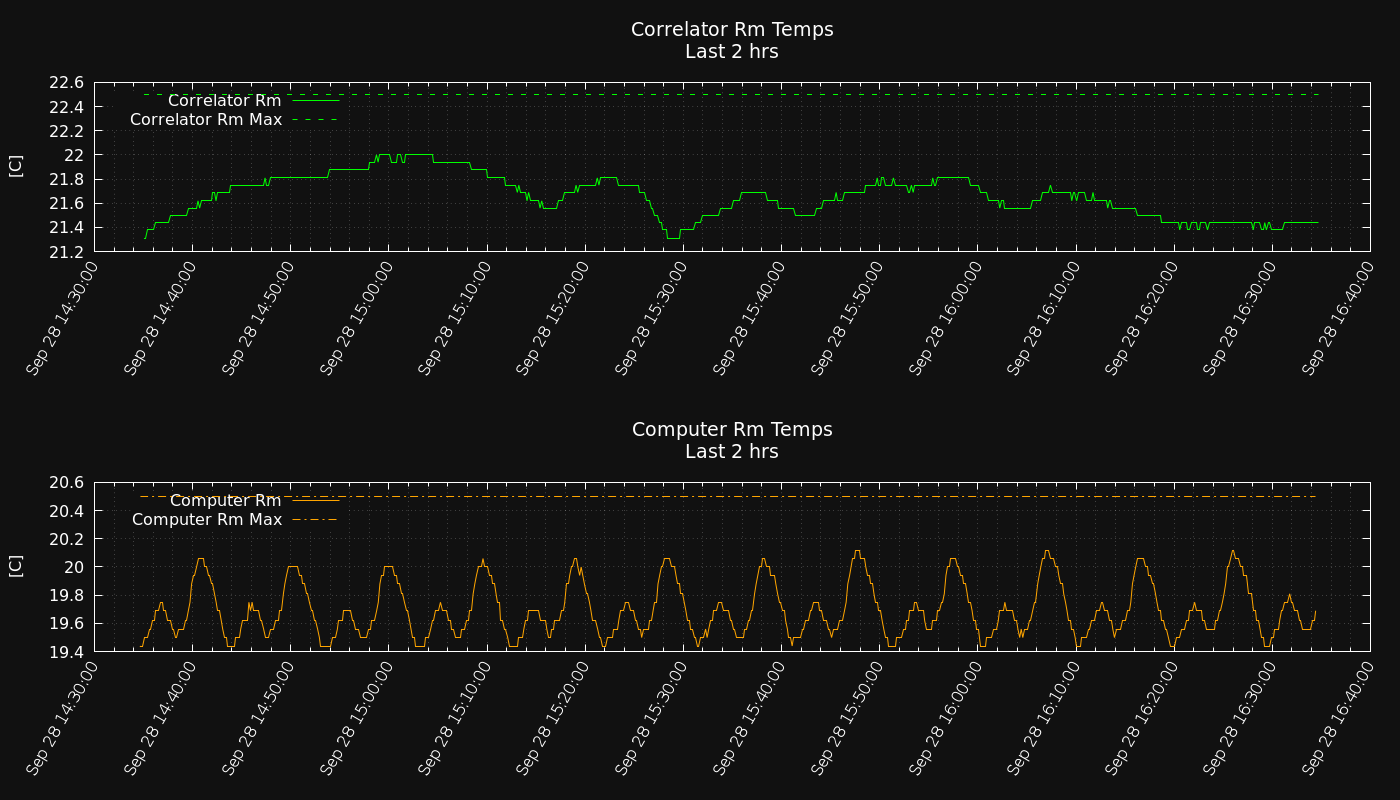 Correlator Rm Temps
Last 2 hrs
22.6
22.4
22.2
22
21.8
21.6
21.4
21.2
[C]
Correlator Rm
Correlator Rm Max
Sep 28 14:30:00
Sep 28 14:40:00
Sep 28 14:50:00
Sep 28 15:00:00
Sep 28 15:10:00
Sep 28 15:20:00
Sep 28 15:30:00
Sep 28 15:40:00
Sep 28 15:50:00
Sep 28 16:00:00
Sep 28 16:10:00
Sep 28 16:20:00
Sep 28 16:30:00
Sep 28 16:40:00
Computer Rm Temps
Last 2 hrs
20.6
20.4
20.2
20
19.8
19.6
19.4
[C]
Computer Rm
Computer Rm Max
Sep 28 14:30:00
Sep 28 14:40:00
Sep 28 14:50:00
Sep 28 15:00:00
Sep 28 15:10:00
Sep 28 15:20:00
Sep 28 15:30:00
Sep 28 15:40:00
Sep 28 15:50:00
Sep 28 16:00:00
Sep 28 16:10:00
Sep 28 16:20:00
Sep 28 16:30:00
Sep 28 16:40:00